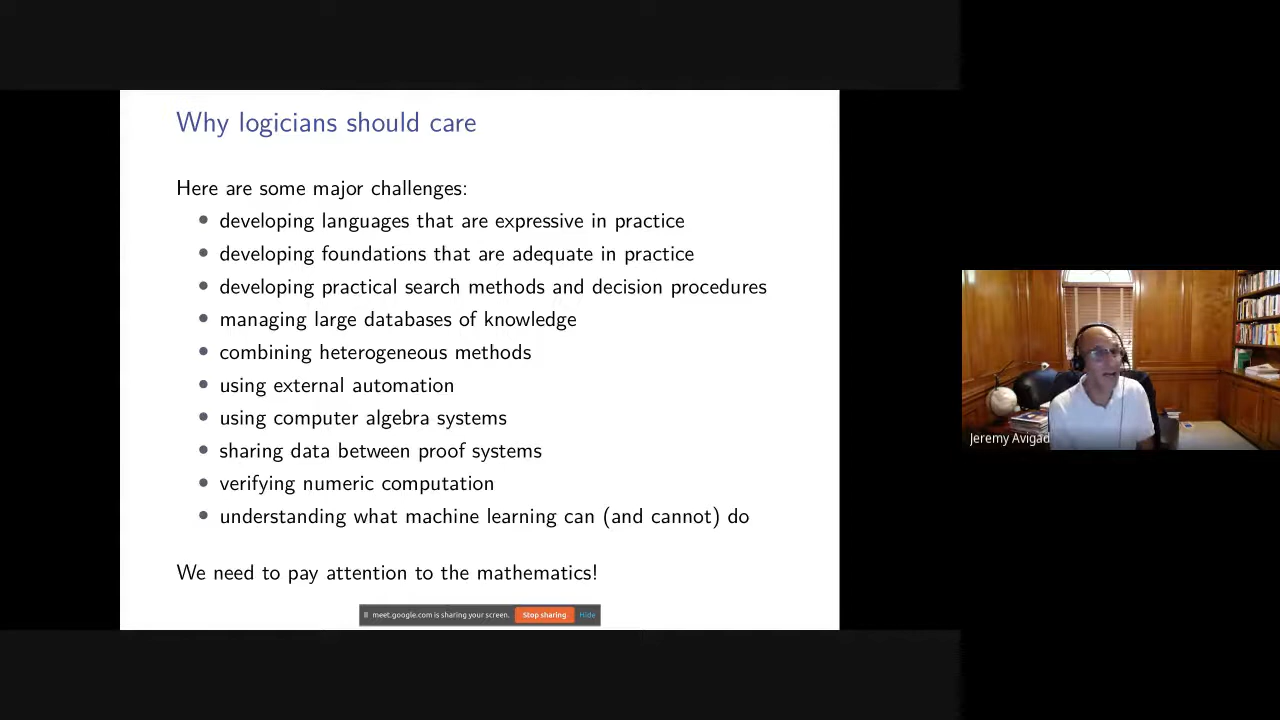 Why logicians should care
Here are some major challenges:
• developing languages that are expressive in practice
• developing foundations that are adequate in practice
• developing practical search methods and decision procedures
• managing large databases of knowledge
• combining heterogeneous methods
• using external automation
• using computer algebra systems
• sharing data between proof systems
• verifying numeric computation
• understanding what machine learning can (and cannot) do
We need to pay attention to the mathematics!
meet.google.com is sharing your screen. Stop sharing Hide
Jeremy Avigad